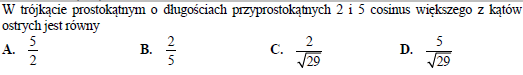 W trójkącie prostokątnym o długościach przyprostokątnych 2 i 5 cosinus większego z kątów
ostrych jest równy
A. 5/2 B. 2/5 C. 2/√29 D. 5/√29